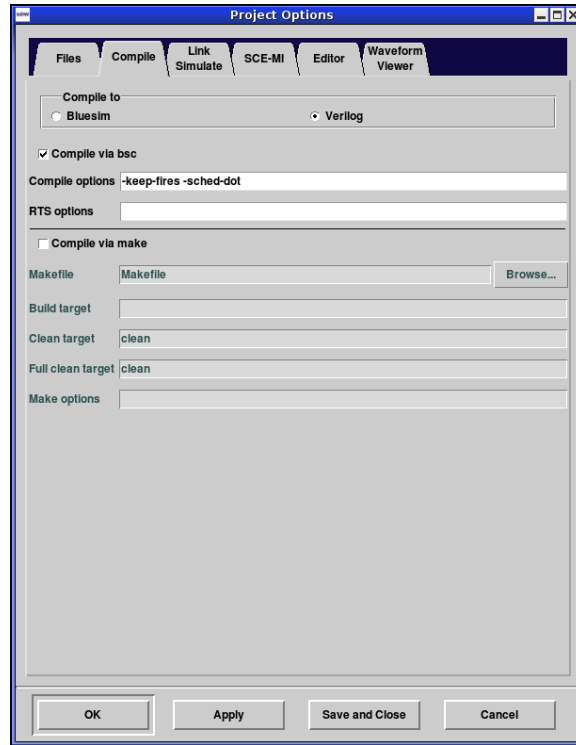 Project Options
Files
Compile
Link
Simulate
SCE-MI
Editor
Waveform
Viewer
Compile to
Bluesim
Verilog
Compile via bsc
Compile options -keep-fires -sched-dot
RTS options
Compile via make
Makefile Makefile Browse...
Build target
Clean target clean
Full clean target clean
Make options
OK Apply Save and Close Cancel